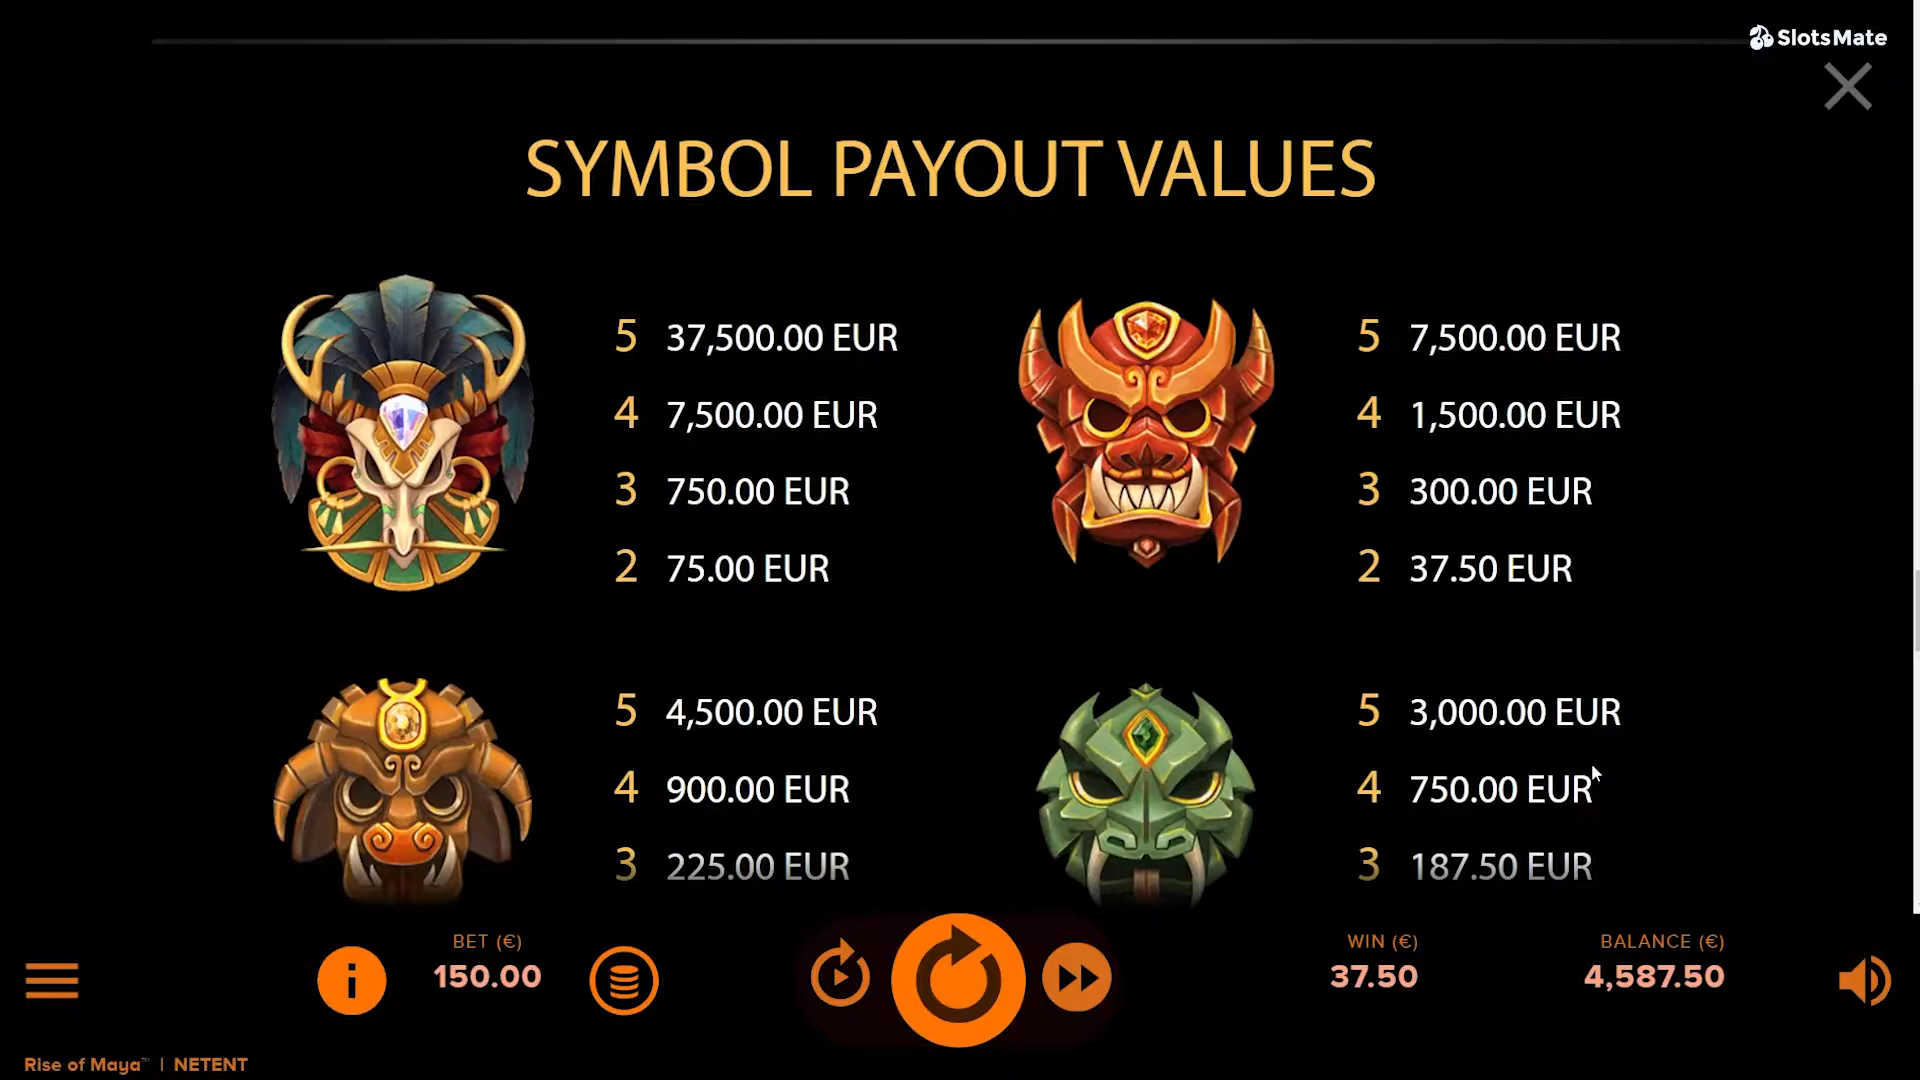 SlotsMate
SYMBOL PAYOUT VALUES
5 37,500.00 EUR
4 7,500.00 EUR
3 750.00 EUR
2 75.00 EUR
5 7,500.00 EUR
4 1,500.00 EUR
3 300.00 EUR
2 37.50 EUR
5 4,500.00 EUR
4 900.00 EUR
3 225.00 EUR
5 3,000.00 EUR
4 750.00 EUR
3 187.50 EUR
BET (€)
150.00
WIN (€)
37.50
BALANCE (€)
4,587.50
Rise of Maya™ | NETENT